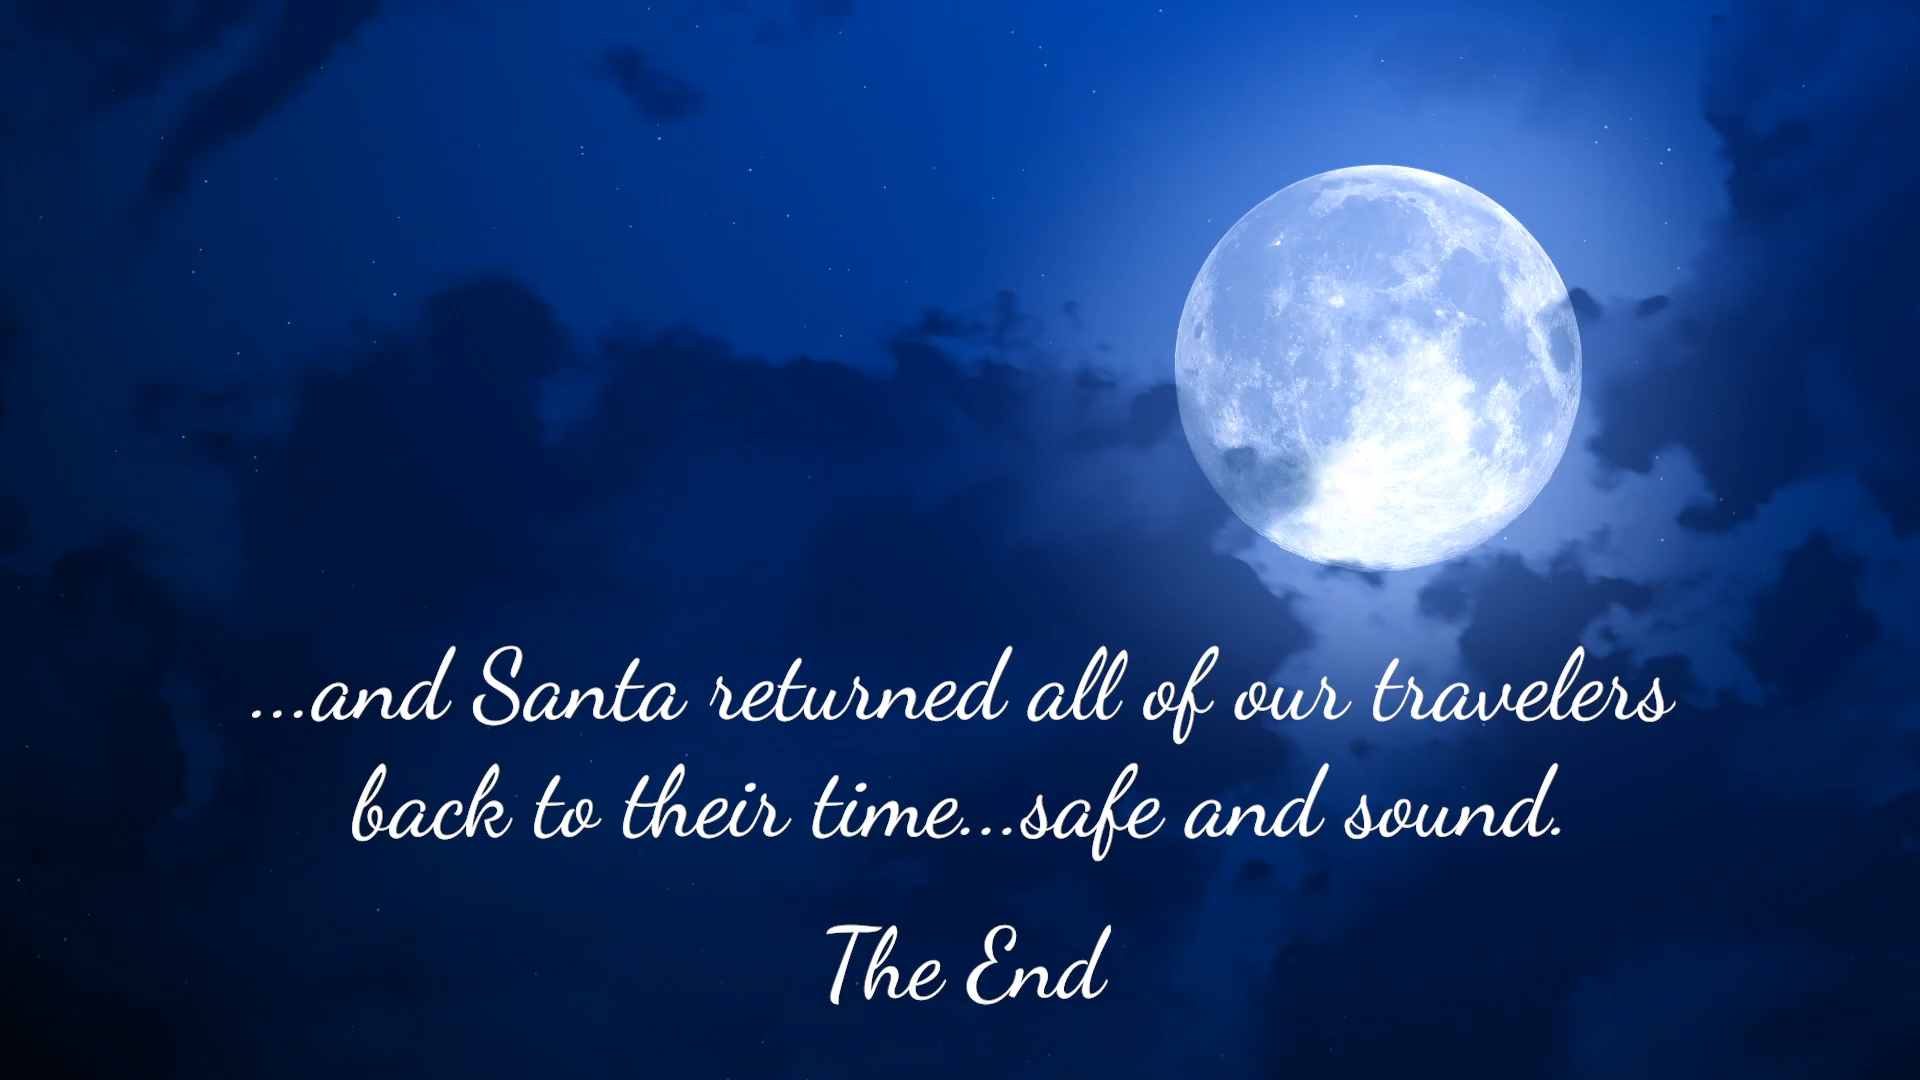 ...and Santa returned all of our travelers
back to their time...safe and sound.
The End